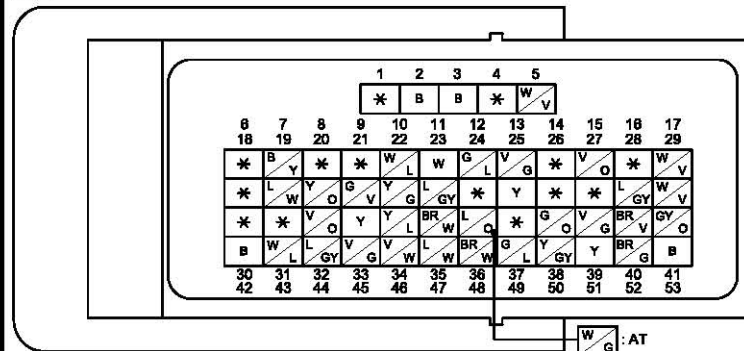 1 2 3 4 5
* B B * W/V
6 7 8 9 10 11 12 13 14 15 16 17
18 19 20 21 22 23 24 25 26 27 28 29
* B/Y * * W/L W G/L V/G * V/O * W/V
* L/W Y/O G/V Y/G L/GY * Y * * L/GY W/V
* * V/O Y Y/L BR/W L/O * G/O V/G BR/V GY/O
B W/L L/GY V/G V/W L/W BR/W G/L Y/GY Y BR/G B
30 31 32 33 34 35 36 37 38 39 40 41
42 43 44 45 46 47 48 49 50 51 52 53
W/G : AT